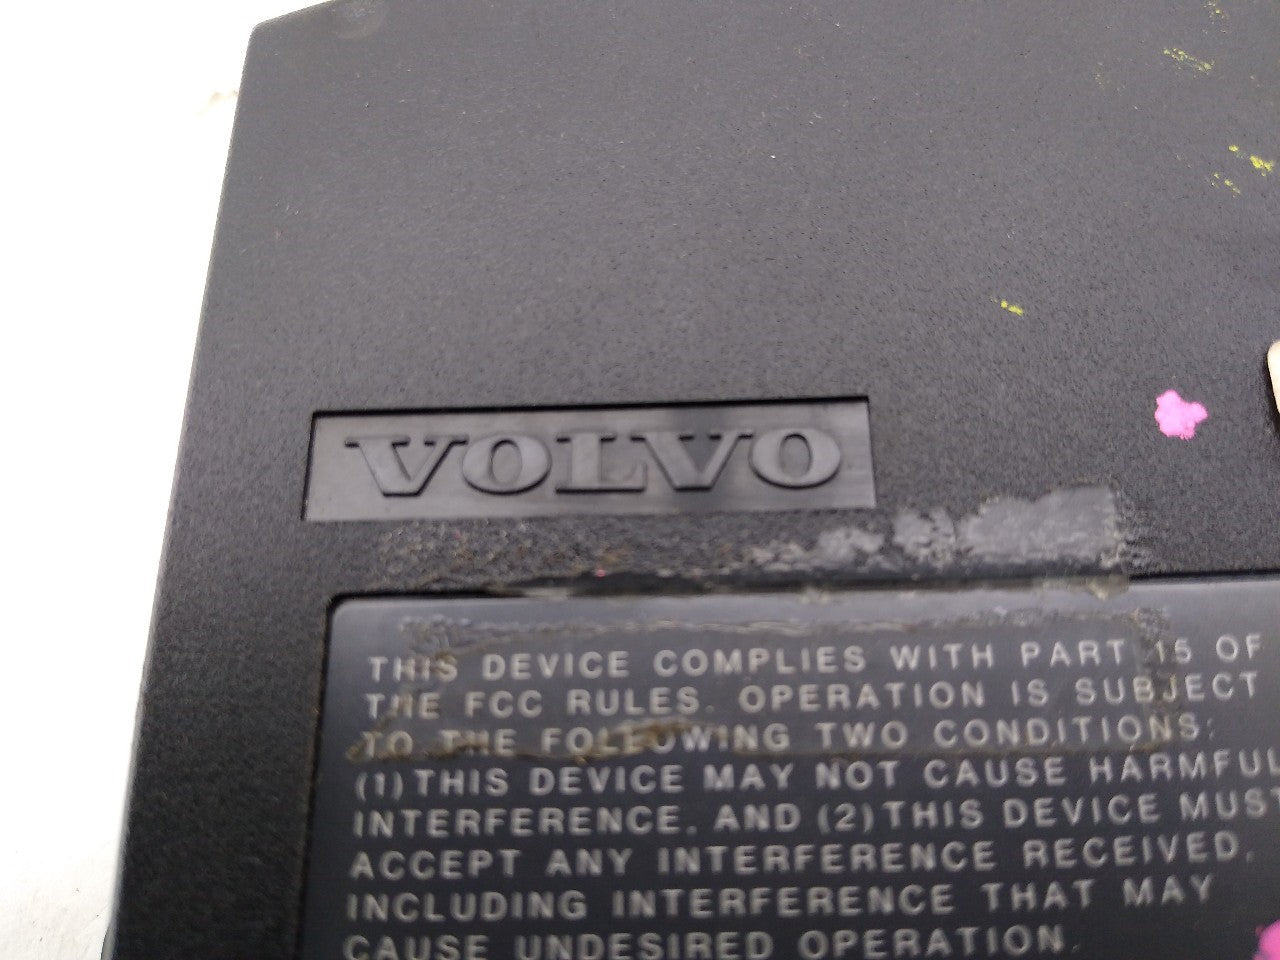 VOLVO
THIS DEVICE COMPLIES WITH PART 15 OF
THE FCC RULES. OPERATION IS SUBJECT
TO THE FOLLOWING TWO CONDITIONS:
(1) THIS DEVICE MAY NOT CAUSE HARMFUL
INTERFERENCE, AND (2) THIS DEVICE MUST
ACCEPT ANY INTERFERENCE RECEIVED,
INCLUDING INTERFERENCE THAT MAY
CAUSE UNDESIRED OPERATION.